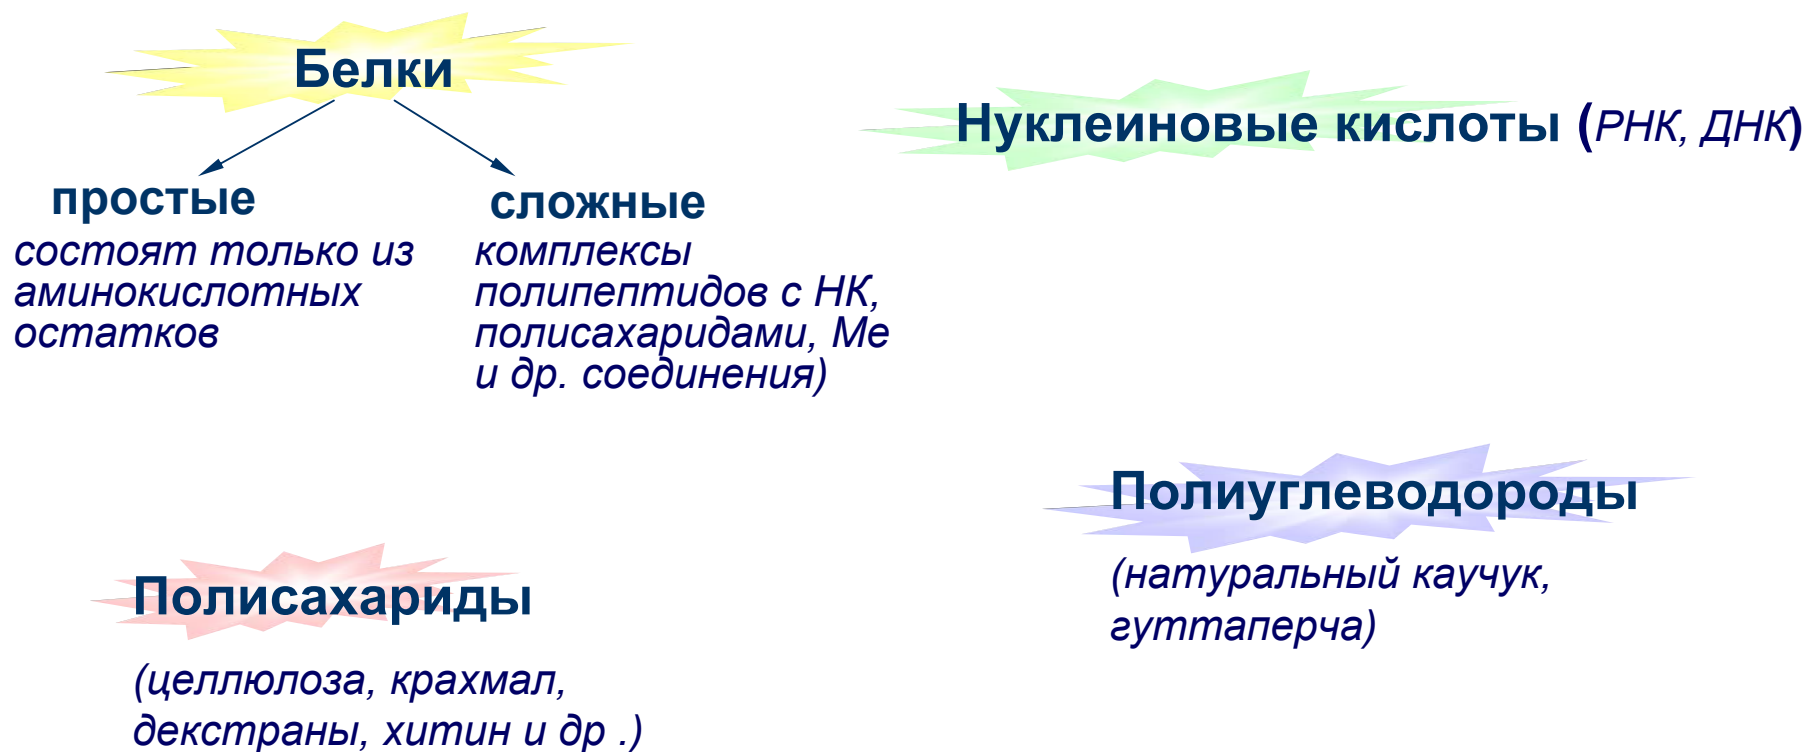 Белки
простые
состоят только из
аминокислотных
остатков
сложные
комплексы
полипептидов с НК,
полисахаридами, Ме
и др. соединения)
Нуклеиновые кислоты (РНК, ДНК)
Полисахариды
(целлюлоза, крахмал,
декстраны, хитин и др .)
Полиуглеводороды
(натуральный каучук,
гуттаперча)